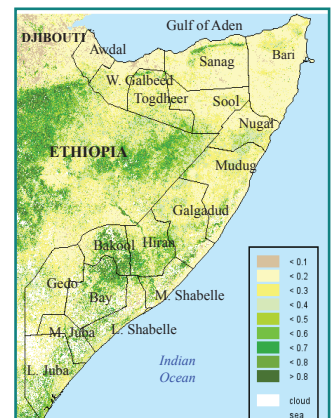 Gulf of Aden
DJIBOUTI
Awdal
Bari
Sanag
W. Galbeed
Togdheer
Sool
Nugal
ETHIOPIA
Mudug
Galgadud
Hiran
Bakool
Gedo
Bay
M. Shabelle
M. Juba
L. Shabelle
L. Juba
Indian
Ocean
< 0.1
< 0.2
< 0.3
< 0.4
< 0.5
< 0.6
< 0.7
< 0.8
> 0.8
cloud
sea